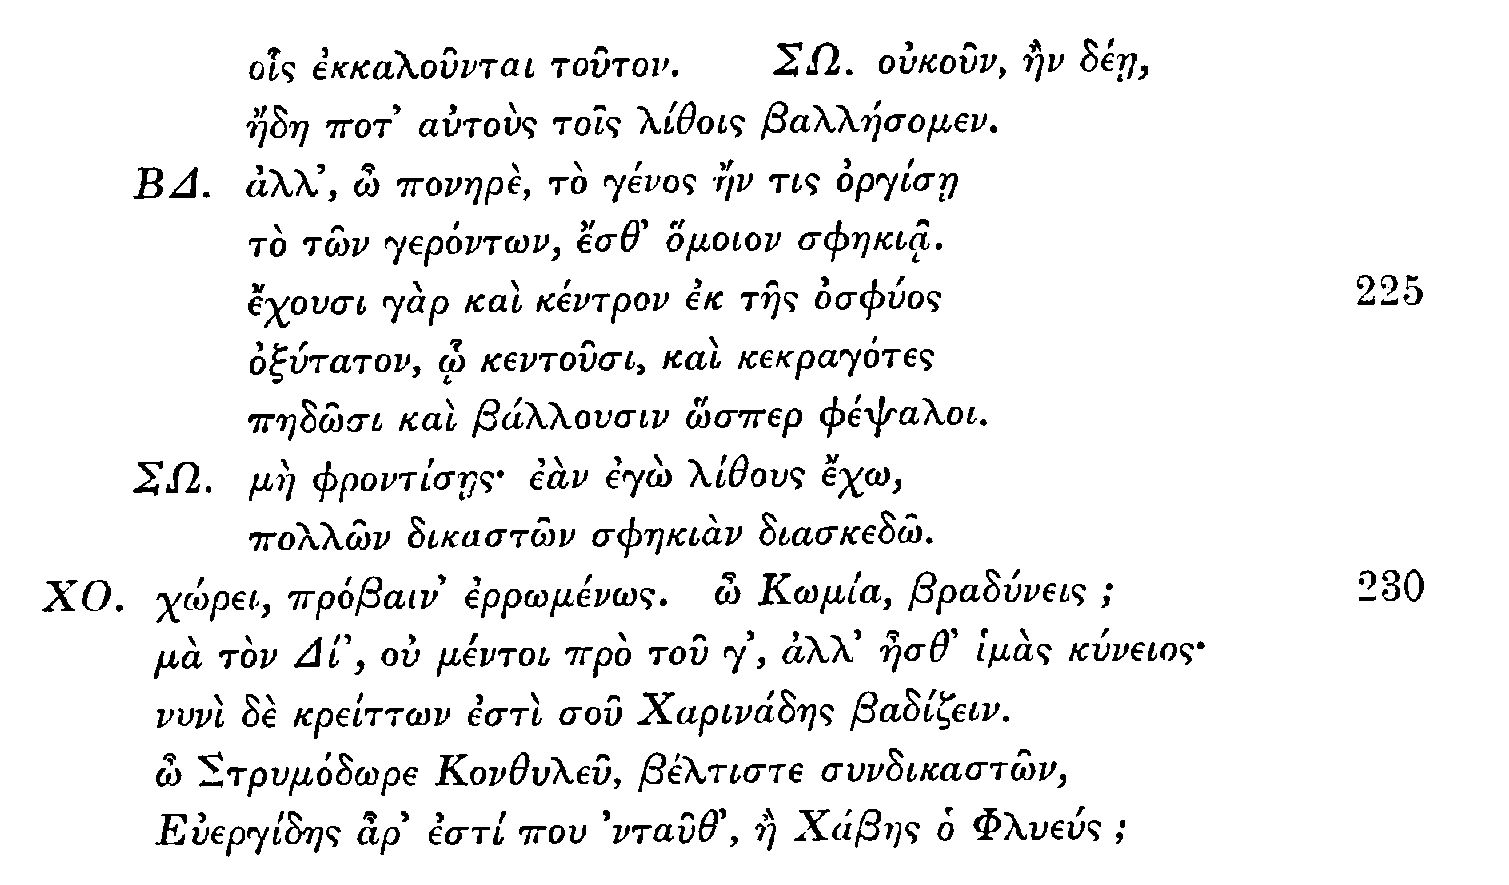 οἷς ἐκκαλοῦνται τοῦτον. ΣΩ. οὐκοῦν, ἢν δέῃ,
ἤδη ποτ’ αὐτοὺς τοῖς λίθοις βαλλήσομεν.
ΒΔ. ἀλλ’, ὦ πονηρὲ, τὸ γένος ἤν τις ὀργίσῃ
τὸ τῶν γερόντων, ἔσθ’ ὅμοιον σφηκιᾷ.
ἔχουσι γὰρ καὶ κέντρον ἐκ τῆς ὀσφύος 225
ὀξύτατον, ᾧ κεντοῦσι, καὶ κεκραγότες
πηδῶσι καὶ βάλλουσιν ὥσπερ φέψαλοι.
ΣΩ. μὴ φροντίσῃς· ἐὰν ἐγὼ λίθους ἔχω,
πολλῶν δικαστῶν σφηκιὰν διασκεδῶ.
ΧΟ. χώρει, πρόβαιν’ ἐρρωμένως. ὦ Κωμία, βραδύνεις ; 230
μὰ τὸν Δί’, οὐ μέντοι πρὸ τοῦ γ’, ἀλλ’ ἦσθ’ ἱμὰς κύνειος·
νυνὶ δὲ κρείττων ἐστὶ σοῦ Χαρινάδης βαδίζειν.
ὦ Στρυμόδωρε Κονθυλεῦ, βέλτιστε συνδικαστῶν,
Εὐεργίδης ἆρ’ ἐστί που ’νταῦθ’, ἢ Χάβης ὁ Φλυεύς ;